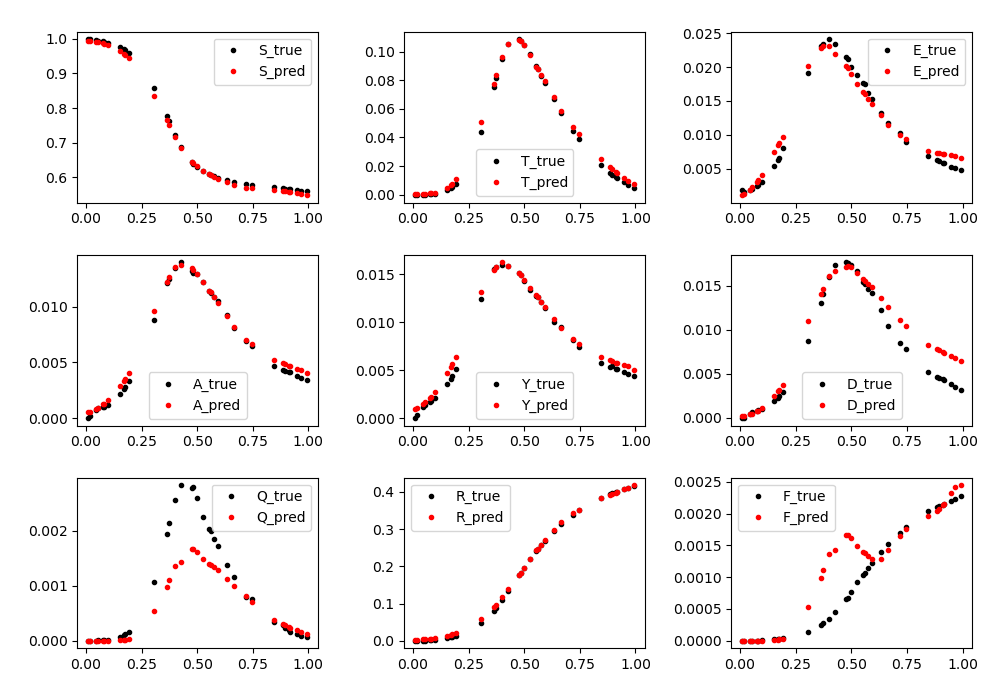 1.0
0.9
0.8
0.7
0.6
S_true
S_pred
0.00 0.25 0.50 0.75 1.00
0.10
0.08
0.06
0.04
0.02
0.00
T_true
T_pred
0.00 0.25 0.50 0.75 1.00
0.025
0.020
0.015
0.010
0.005
E_true
E_pred
0.00 0.25 0.50 0.75 1.00
0.010
0.005
0.000
A_true
A_pred
0.00 0.25 0.50 0.75 1.00
0.015
0.010
0.005
0.000
Y_true
Y_pred
0.00 0.25 0.50 0.75 1.00
0.015
0.010
0.005
0.000
D_true
D_pred
0.00 0.25 0.50 0.75 1.00
0.002
0.001
0.000
Q_true
Q_pred
0.00 0.25 0.50 0.75 1.00
0.4
0.3
0.2
0.1
0.0
R_true
R_pred
0.00 0.25 0.50 0.75 1.00
0.0025
0.0020
0.0015
0.0010
0.0005
0.0000
F_true
F_pred
0.00 0.25 0.50 0.75 1.00